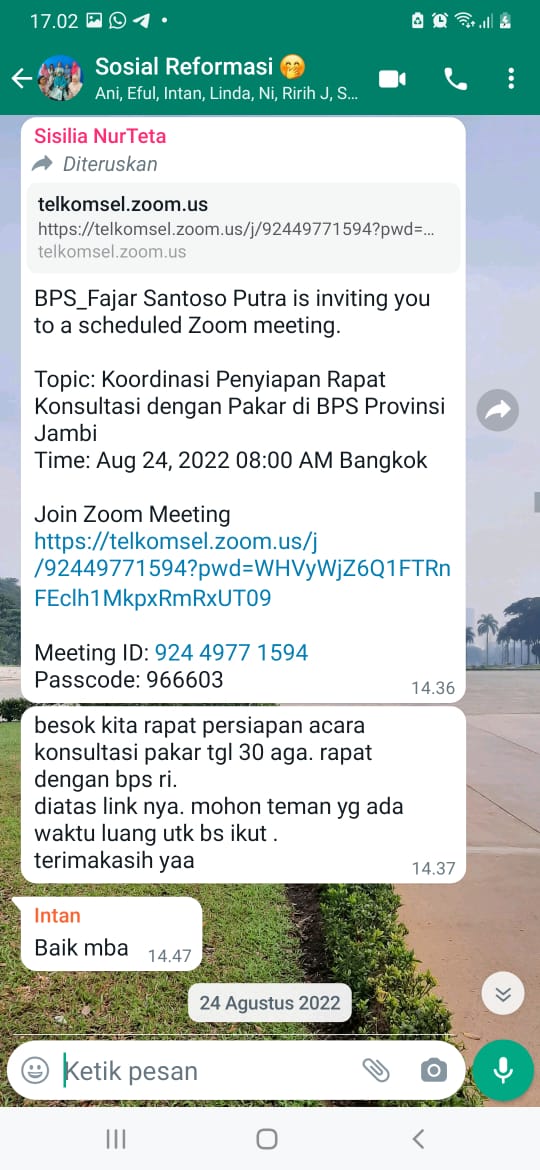 17.02
Sosial Reformasi 🤭
Ani, Eful, Intan, Linda, Ni, Ririh J, S...
Sisilia NurTeta
Diteruskan
telkomsel.zoom.us
https://telkomsel.zoom.us/j/92449771594?pwd=...
telkomsel.zoom.us
BPS_Fajar Santoso Putra is inviting you
to a scheduled Zoom meeting.
Topic: Koordinasi Penyiapan Rapat
Konsultasi dengan Pakar di BPS Provinsi
Jambi
Time: Aug 24, 2022 08:00 AM Bangkok
Join Zoom Meeting
https://telkomsel.zoom.us/j
/92449771594?pwd=WHVyWjZ6Q1FTRn
FEclh1MkpxRmRxUT09
Meeting ID: 924 4977 1594
Passcode: 966603
14.36
besok kita rapat persiapan acara
konsultasi pakar tgl 30 aga. rapat
dengan bps ri.
diatas link nya. mohon teman yg ada
waktu luang utk bs ikut .
terimakasih yaa
14.37
Intan
Baik mba
14.47
24 Agustus 2022
Ketik pesan